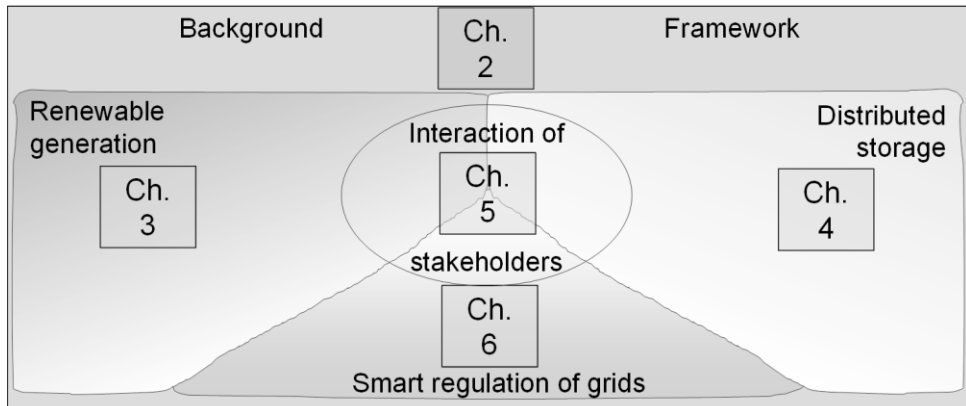 Background
Ch.
2
Framework
Renewable
generation
Ch.
3
Interaction of
Ch.
5
stakeholders
Distributed
storage
Ch.
4
Ch.
6
Smart regulation of grids